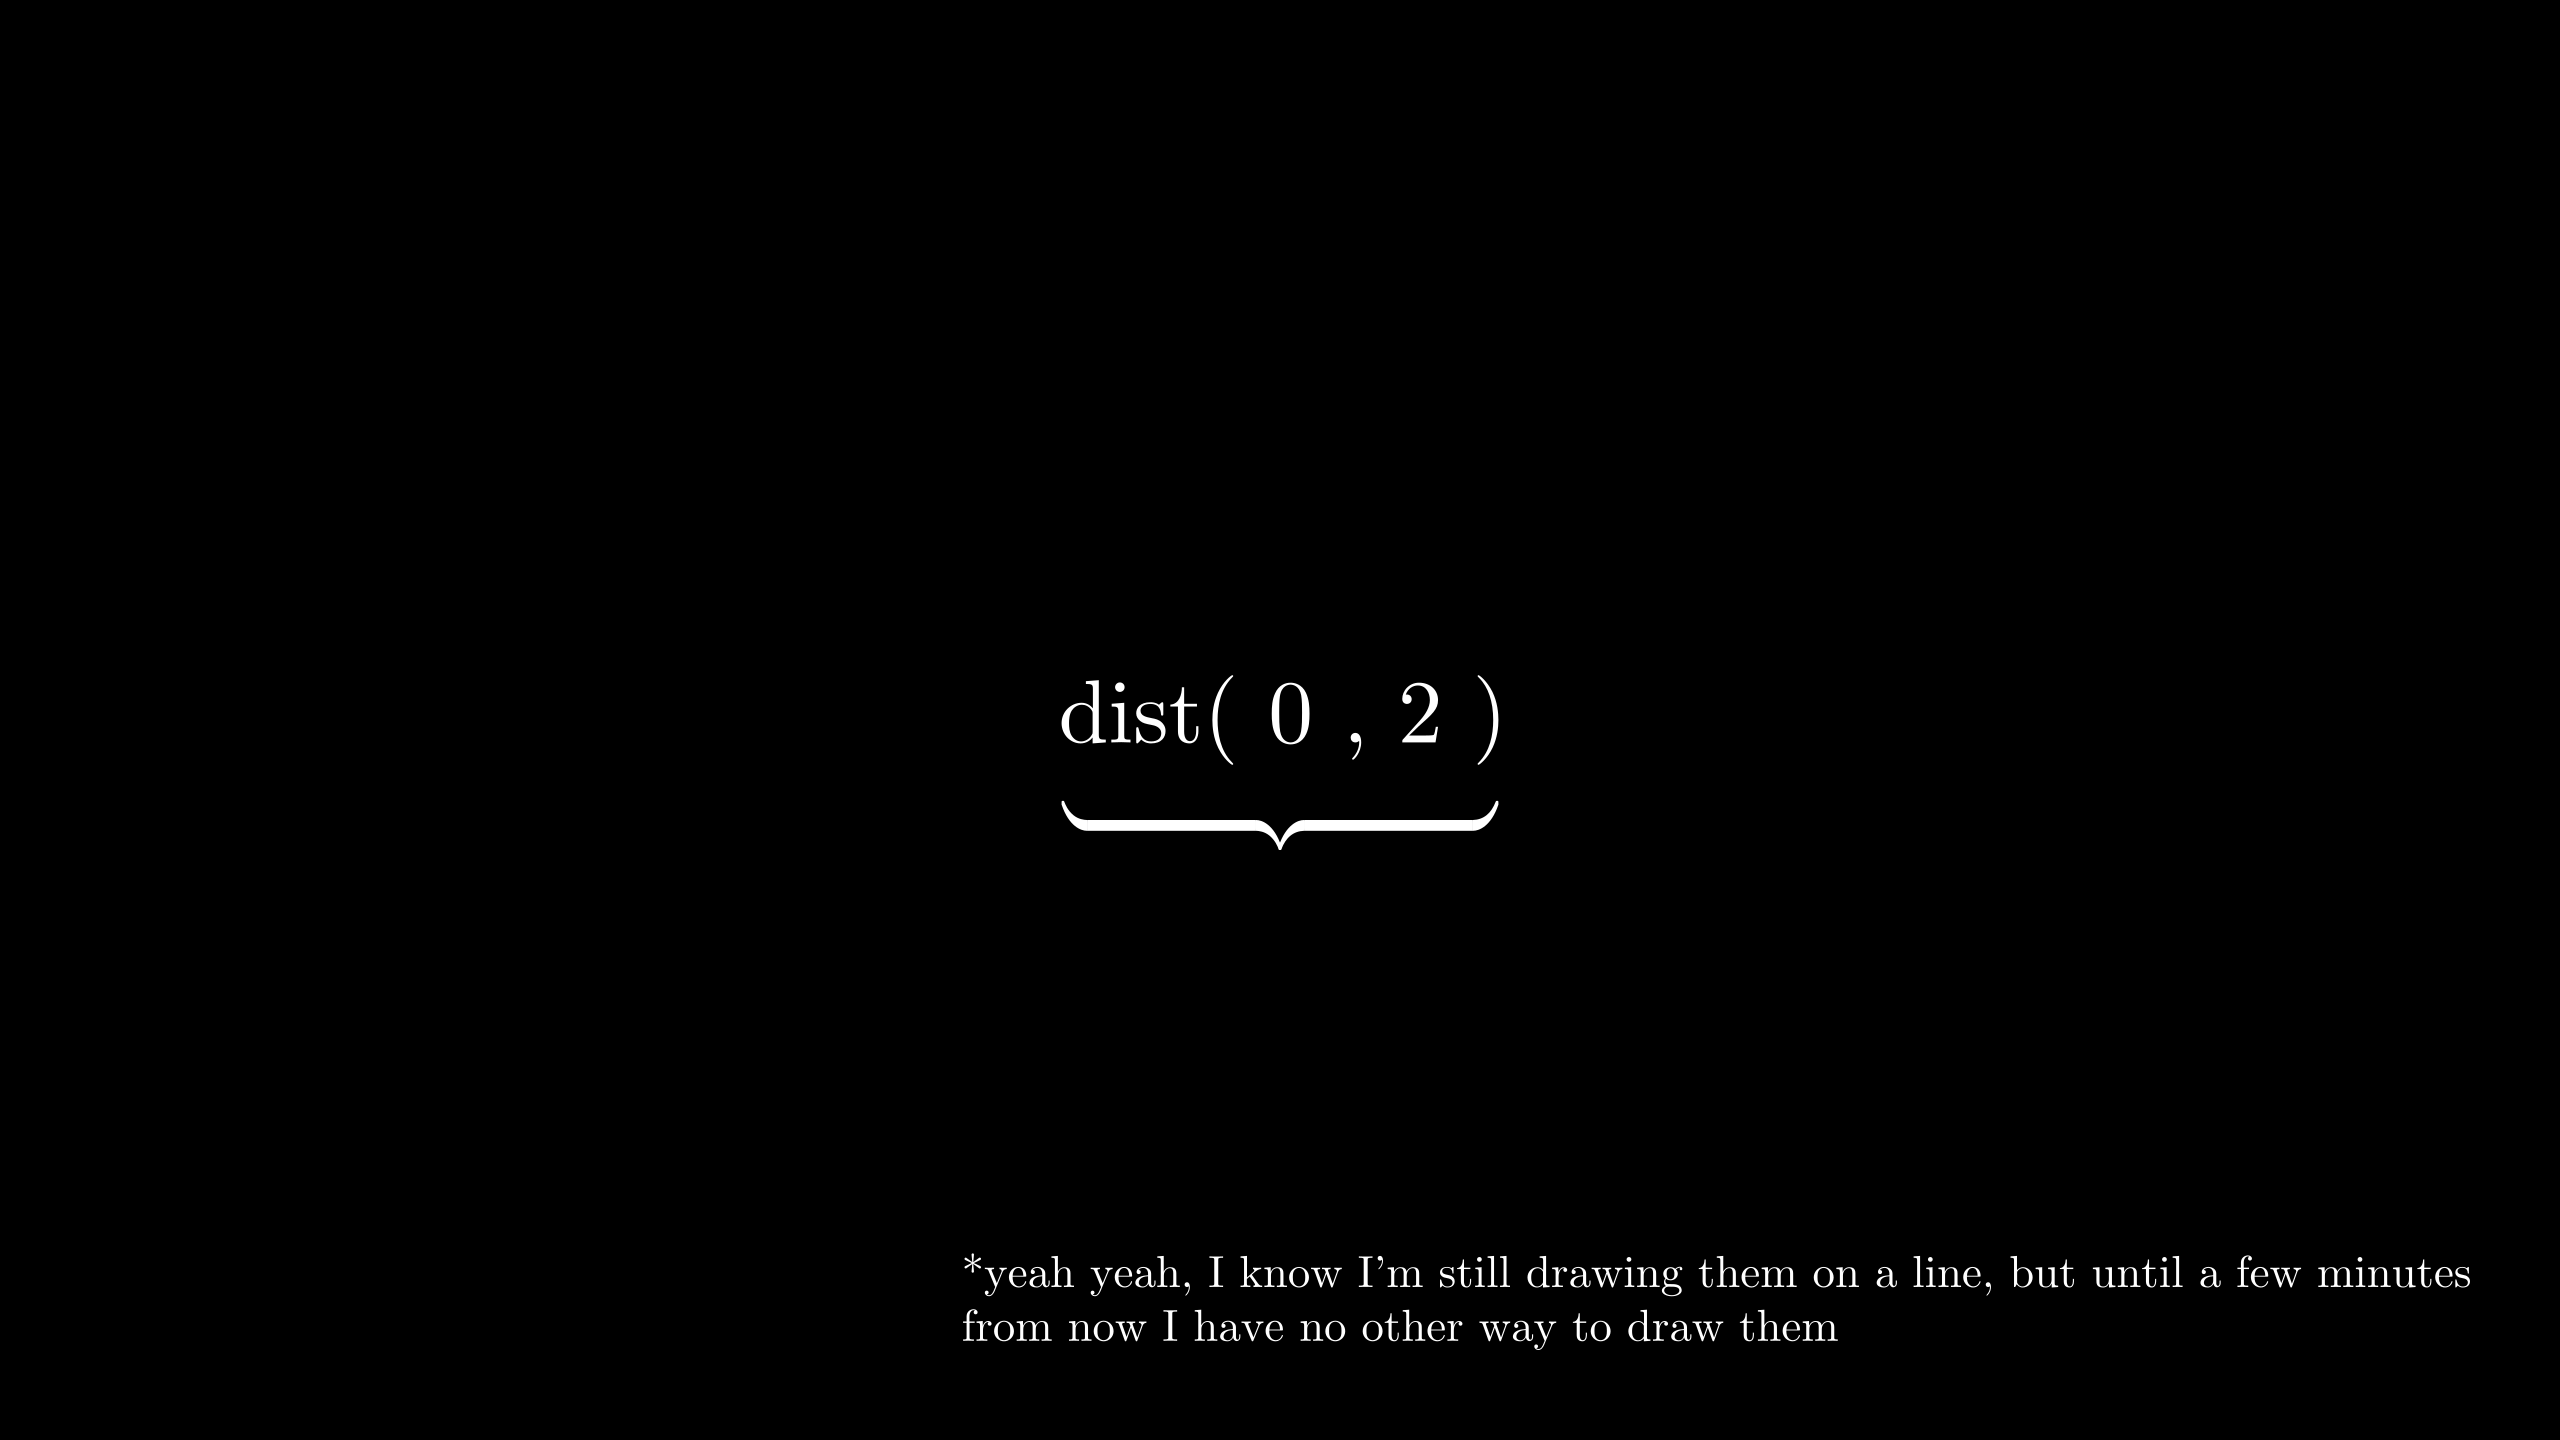 dist( 0 , 2 )
*yeah yeah, I know I'm still drawing them on a line, but until a few minutes
from now I have no other way to draw them